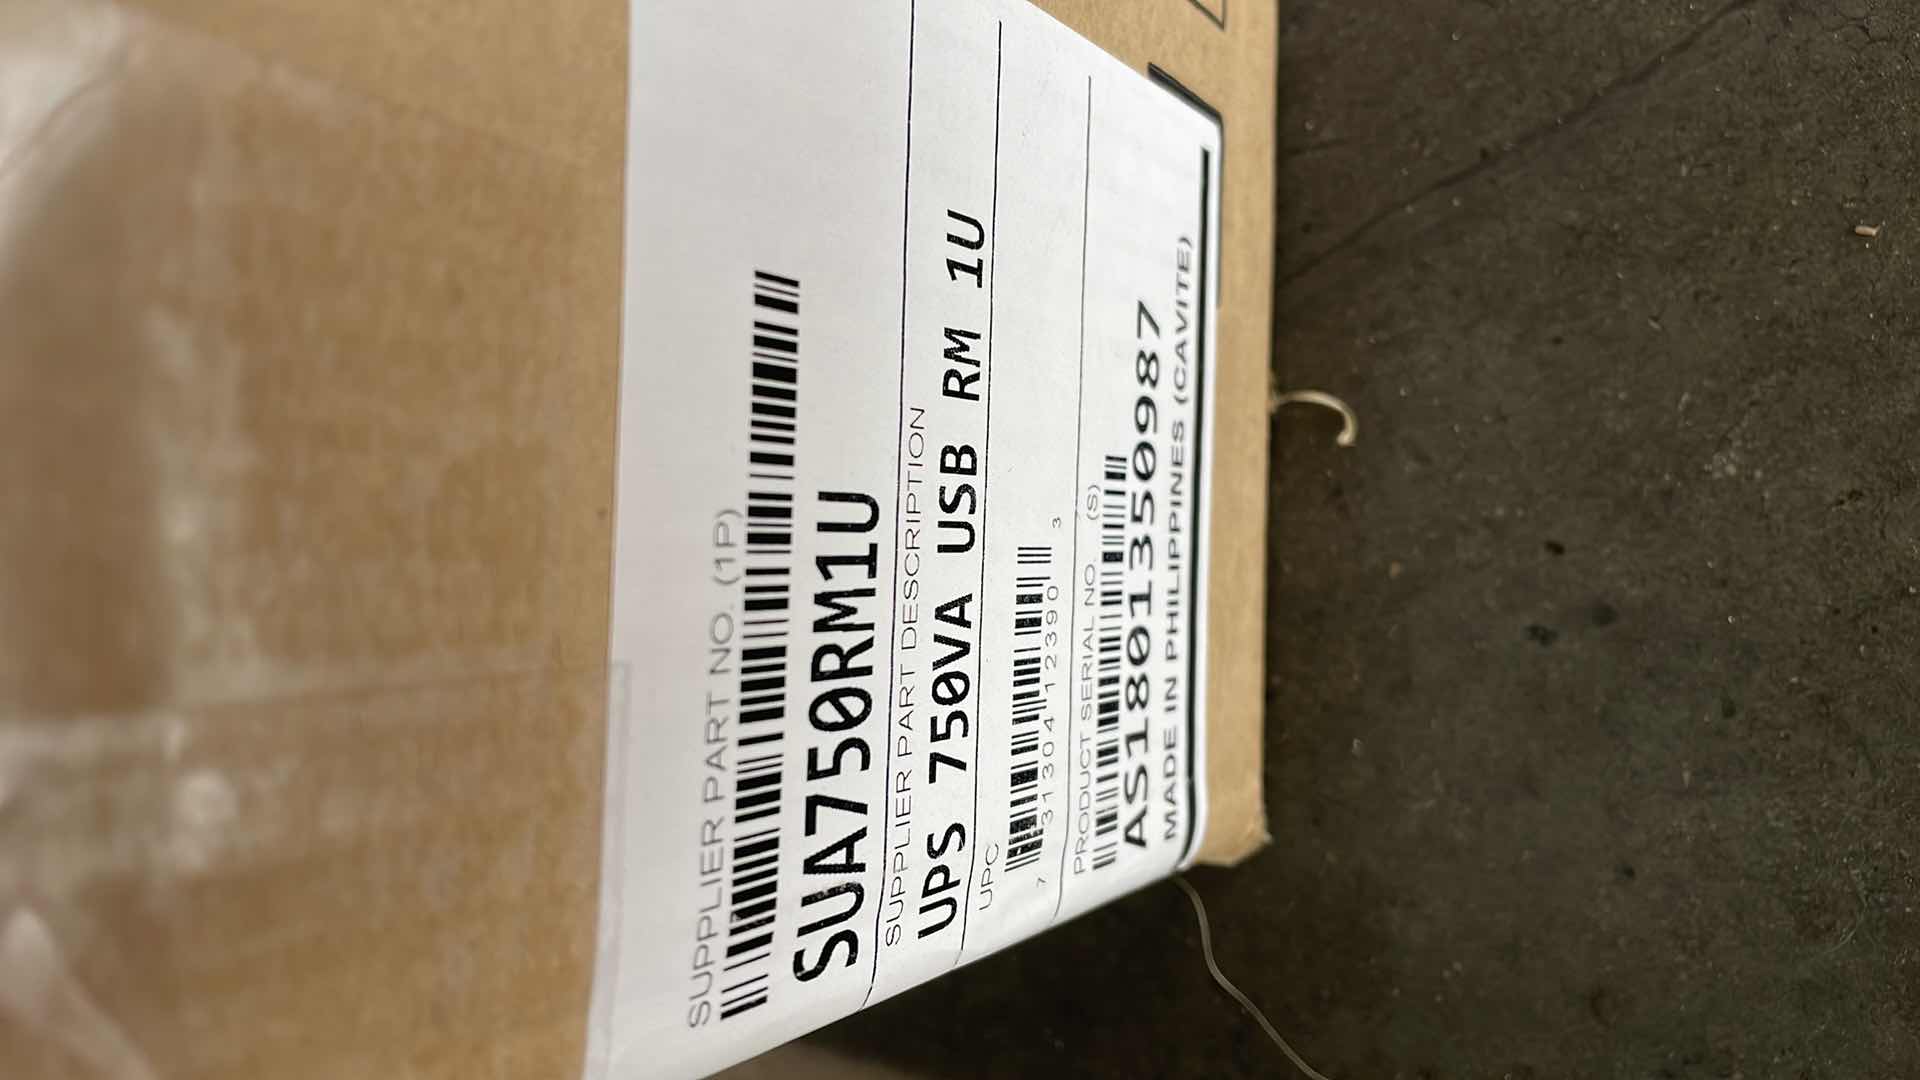 SUPPLIER PART NO. (1P)
SUA750RM1U
SUPPLIER PART DESCRIPTION
UPS 750VA USB RM 1U
UPC
7 31304 12390 3
PRODUCT SERIAL NO. (S)
AS1801350987
MADE IN PHILIPPINES (CAVITE)